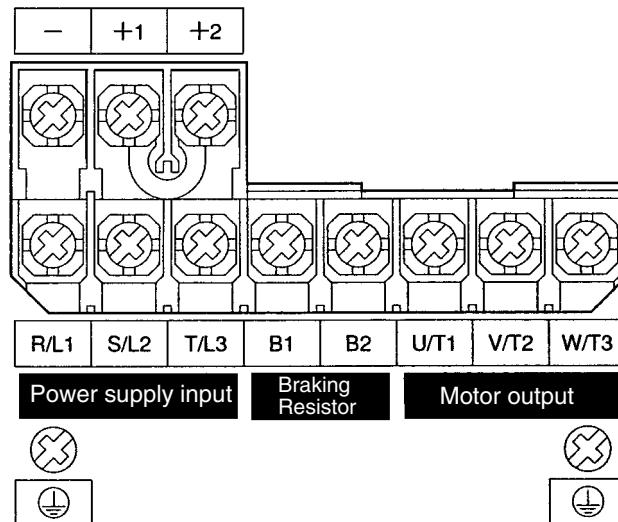 − +1 +2
R/L1 S/L2 T/L3 B1 B2 U/T1 V/T2 W/T3
Power supply input Braking Resistor Motor output